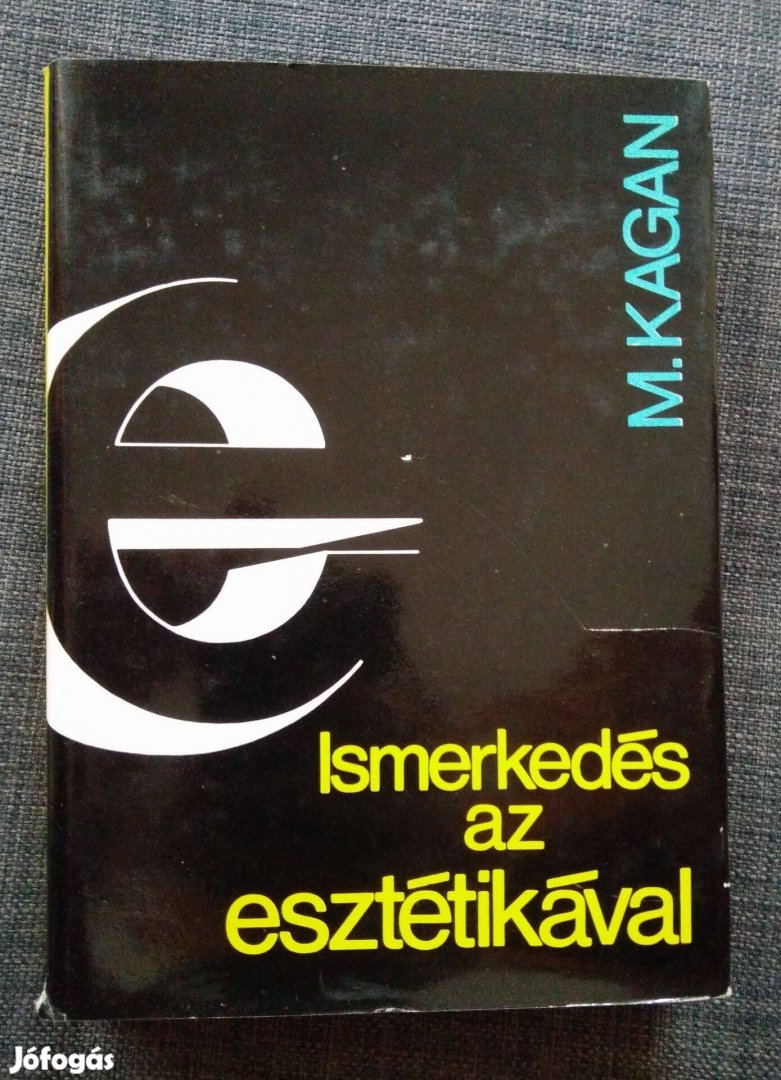 M. KAGAN
Ismerkedés
az
esztétikával
Jófogás